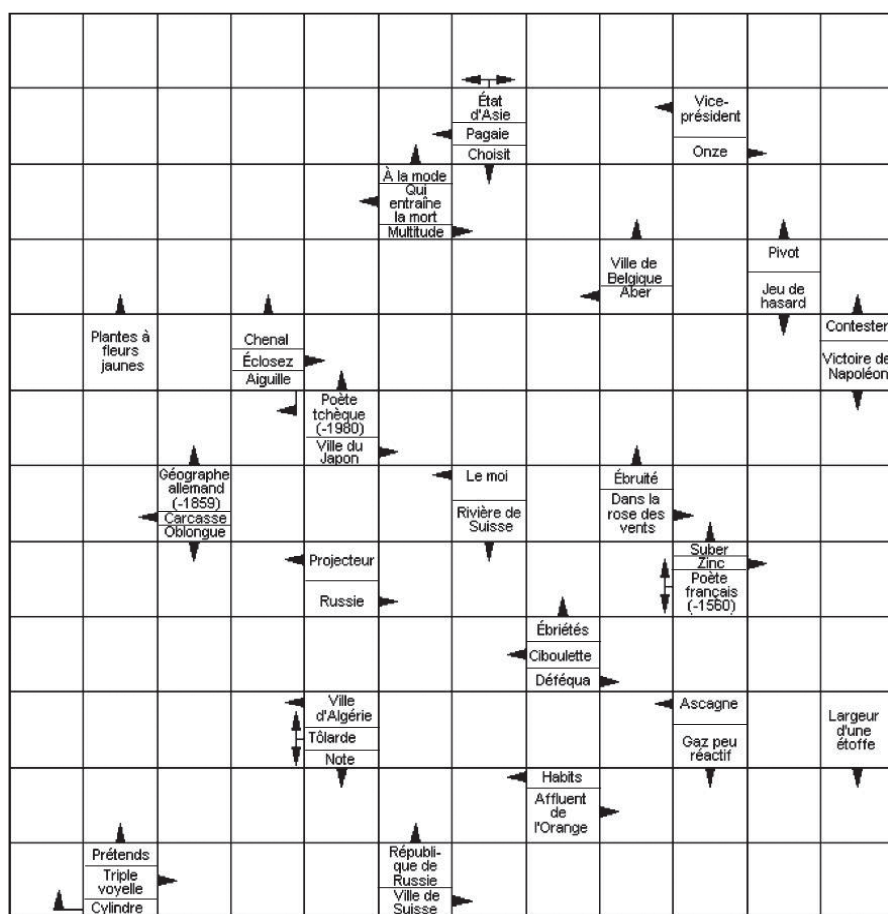 État
d'Asie
Pagaie
Choisit
Vice-
président
Onze
À la mode
Qui
entraîne
la mort
Multitude
Ville de
Belgique
Aber
Pivot
Jeu de
hasard
Plantes à
fleurs
jaunes
Chenal
Éclosez
Aiguille
Contester
Victoire de
Napoléon
Poète
tchèque
(-1980)
Ville du
Japon
Géographe
allemand
(-1859)
Carcasse
Oblongue
Le moi
Rivière de
Suisse
Ébruité
Dans la
rose des
vents
Projecteur
Russie
Suber
Zinc
Poète
français
(-1560)
Ébriétés
Ciboulette
Déféqua
Ville
d'Algérie
Tôlarde
Note
Ascagne
Gaz peu
réactif
Largeur
d'une
étoffe
Habits
Affluent
de
l'Orange
Prétends
Triple
voyelle
Cylindre
Républi-
que de
Russie
Ville de
Suisse